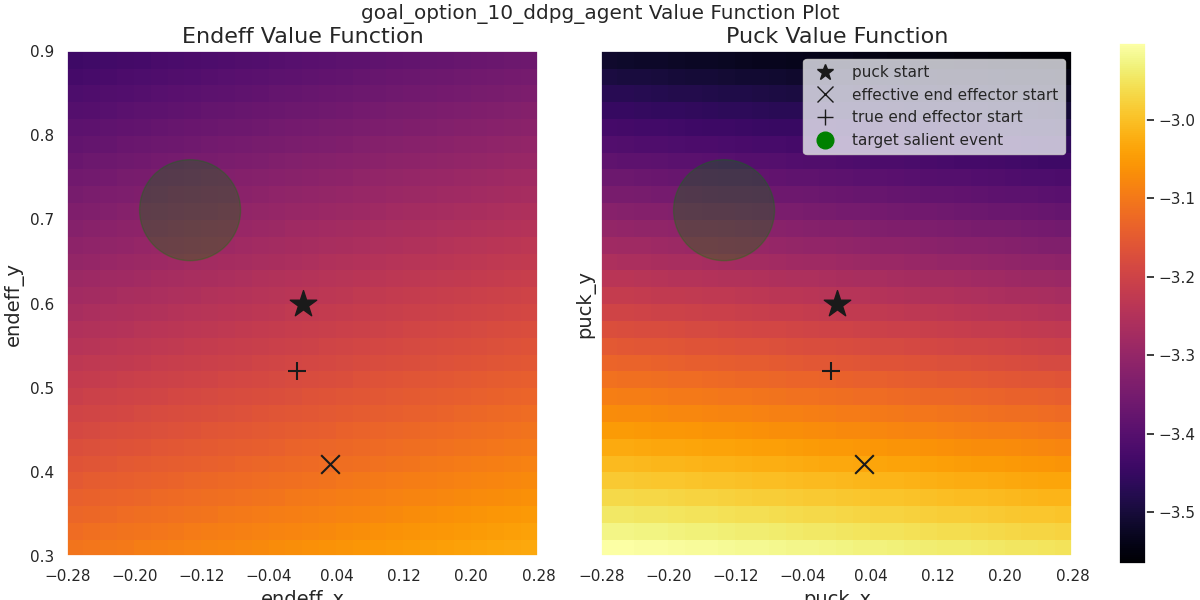 goal_option_10_ddpg_agent Value Function Plot
Endeff Value Function
Puck Value Function
0.9
0.8
0.7
0.6
0.5
0.4
0.3
endeff_y
−0.28 −0.20 −0.12 −0.04 0.04 0.12 0.20 0.28
endeff_x
puck_y
puck start
effective end effector start
true end effector start
target salient event
−0.28 −0.20 −0.12 −0.04 0.04 0.12 0.20 0.28
puck_x
−3.0
−3.1
−3.2
−3.3
−3.4
−3.5